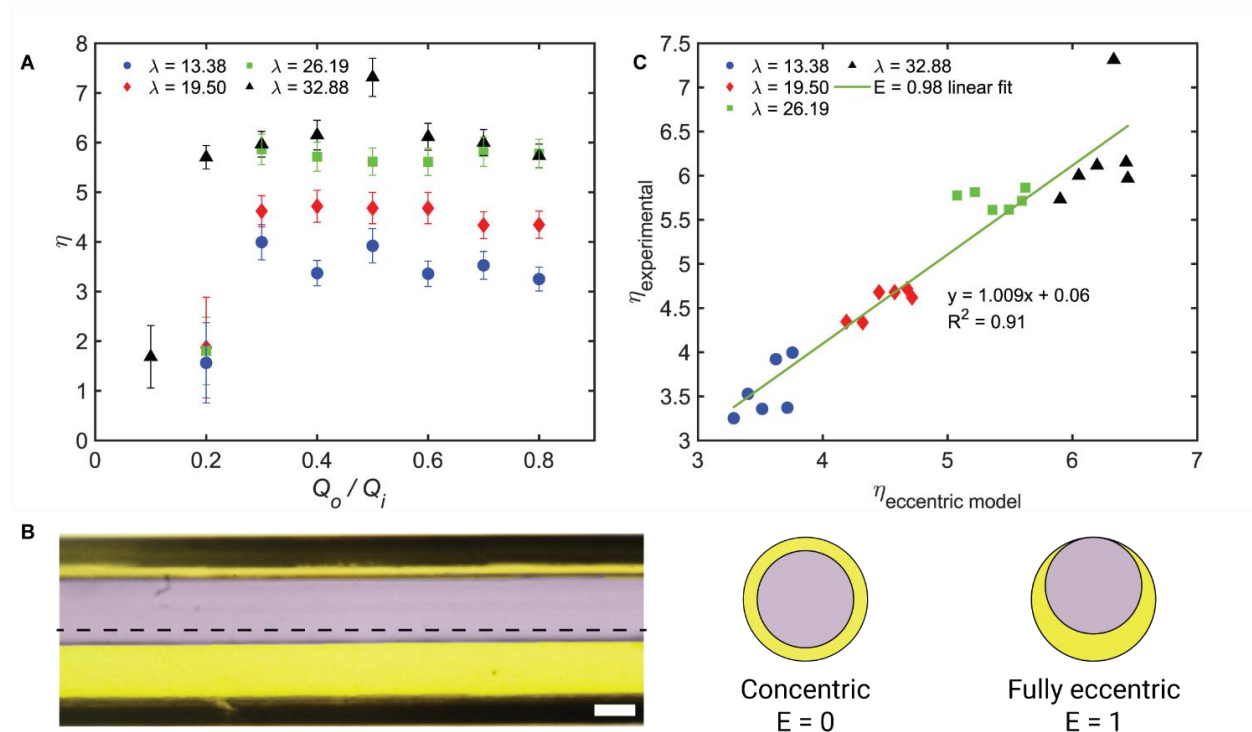 A
8
7
6
5
4
3
2
1
0
η
λ = 13.38
λ = 19.50
λ = 26.19
λ = 32.88
0
0.2
0.4
0.6
0.8
Q_o / Q_i
C
7.5
7
6.5
6
5.5
5
4.5
4
3.5
3
η_experimental
λ = 13.38
λ = 19.50
λ = 26.19
λ = 32.88
E = 0.98 linear fit
y = 1.009x + 0.06
R² = 0.91
3
4
5
6
7
η_eccentric model
B
Concentric
E = 0
Fully eccentric
E = 1